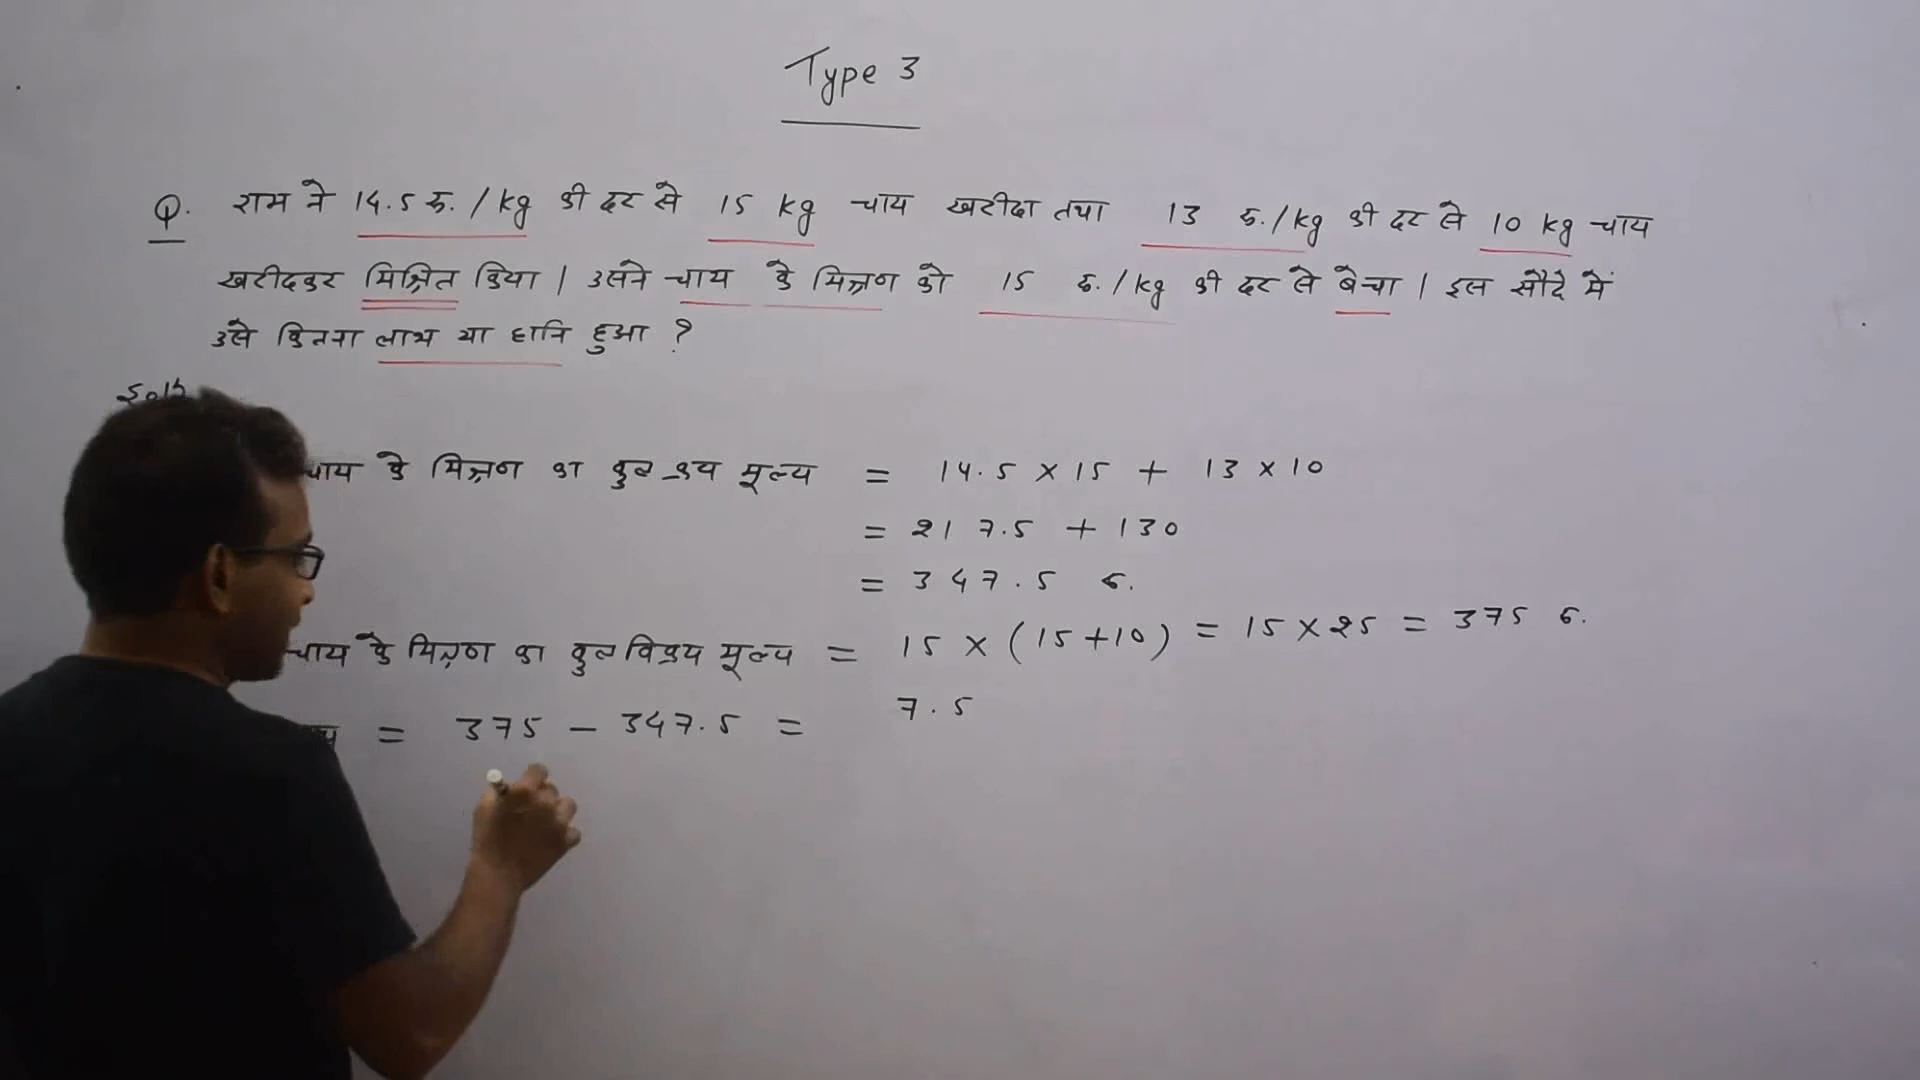 Type 3
Q. राम ने 14.5 रु. / kg की दर से 15 kg चाय खरीदा तथा 13 रु. / kg की दर से 10 kg चाय
खरीदकर मिश्रित किया । उसने चाय के मिश्रण को 15 रु. / kg की दर से बेचा । इस सौदे में
उसे कितना लाभ या हानि हुआ ?
चाय के मिश्रण का कुल क्रय मूल्य = 14.5 × 15 + 13 × 10
= 217.5 + 130
= 347.5 रु.
चाय के मिश्रण का कुल विक्रय मूल्य = 15 × (15+10) = 15 × 25 = 375 रु.
= 375 – 347.5 = 7.5